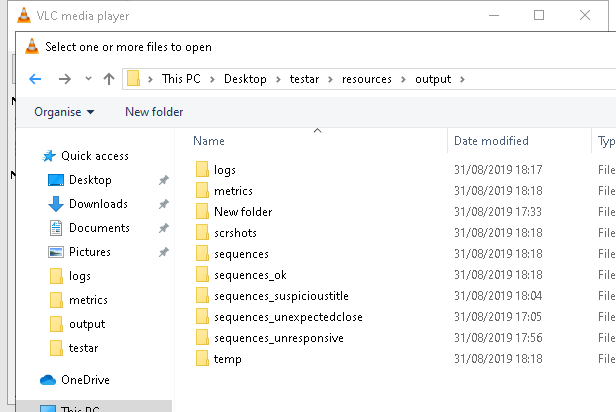 VLC media player
Select one or more files to open
This PC > Desktop > testar > resources > output >
Organise New folder
Name Date modified Typ
Quick access
Desktop
Downloads
Documents
Pictures
logs
metrics
output
testar
OneDrive
This PC
logs 31/08/2019 18:17 File
metrics 31/08/2019 18:18 File
New folder 31/08/2019 17:33 File
scrshots 31/08/2019 18:18 File
sequences 31/08/2019 18:18 File
sequences_ok 31/08/2019 18:18 File
sequences_suspicioustitle 31/08/2019 18:04 File
sequences_unexpectedclose 31/08/2019 17:05 File
sequences_unresponsive 31/08/2019 17:56 File
temp 31/08/2019 18:18 File